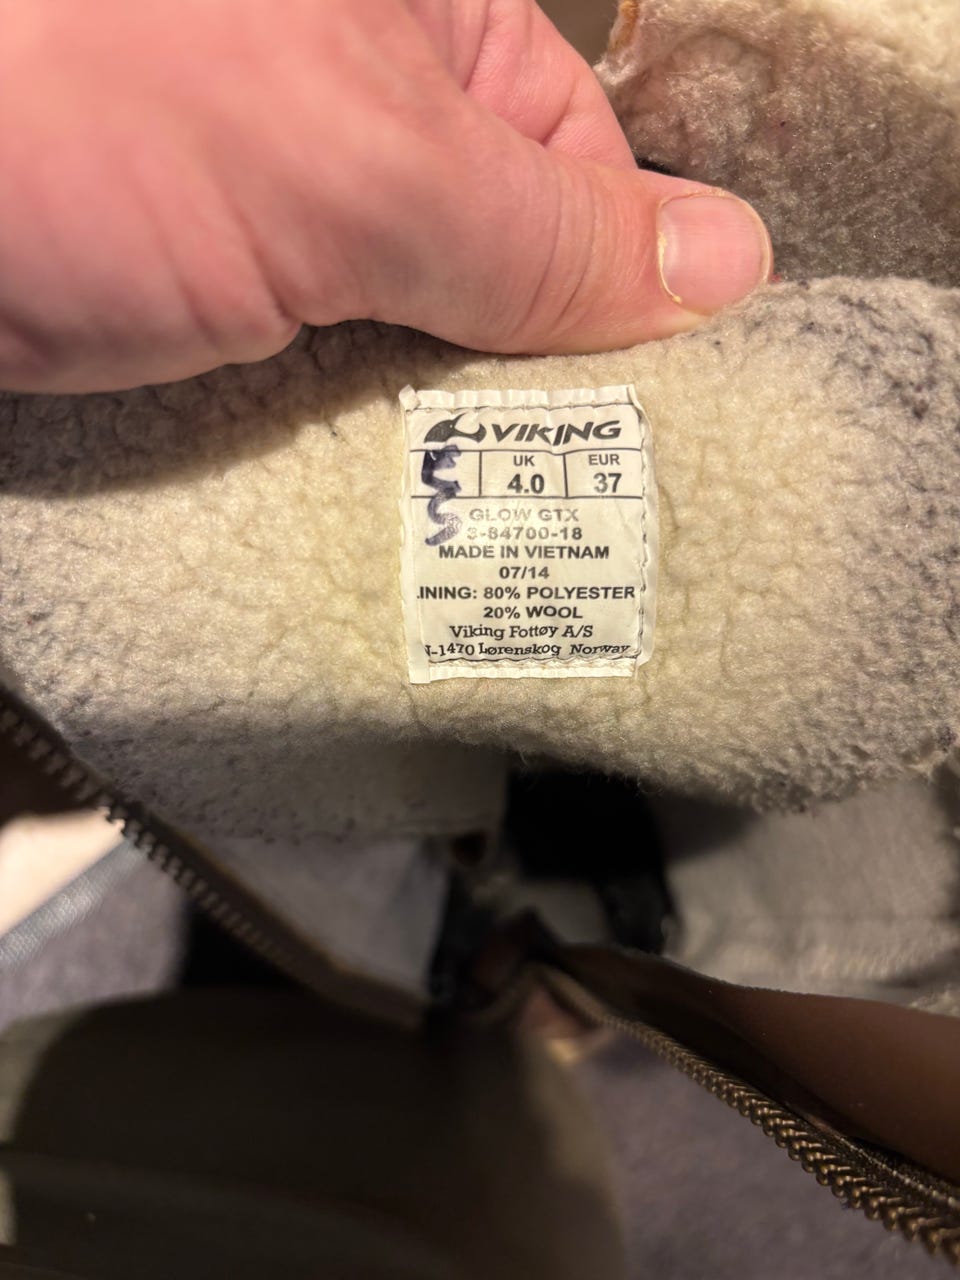 VIKING
UK EUR
4.0 37
GLOW GTX
3-84700-18
MADE IN VIETNAM
07/14
.INING: 80% POLYESTER
20% WOOL
Viking Fottøy A/S
N-1470 Lørenskog Norway